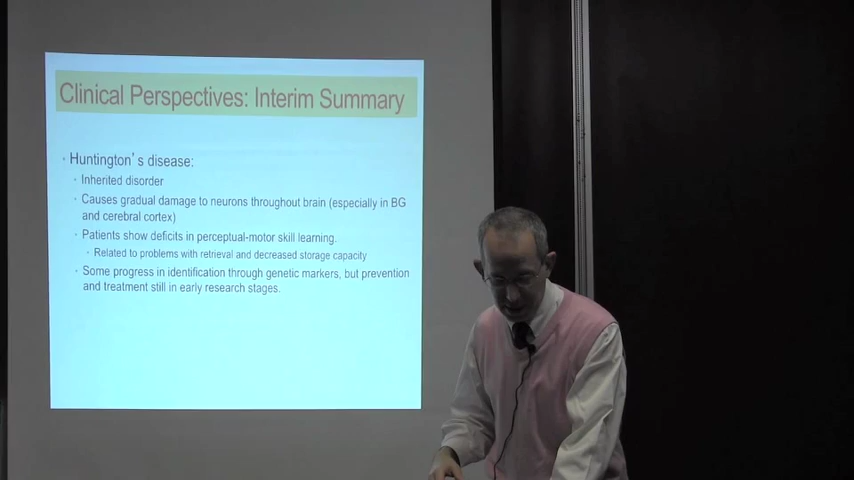 Clinical Perspectives: Interim Summary
• Huntington's disease:
• Inherited disorder
• Causes gradual damage to neurons throughout brain (especially in BG
and cerebral cortex)
• Patients show deficits in perceptual-motor skill learning.
• Related to problems with retrieval and decreased storage capacity
• Some progress in identification through genetic markers, but prevention
and treatment still in early research stages.